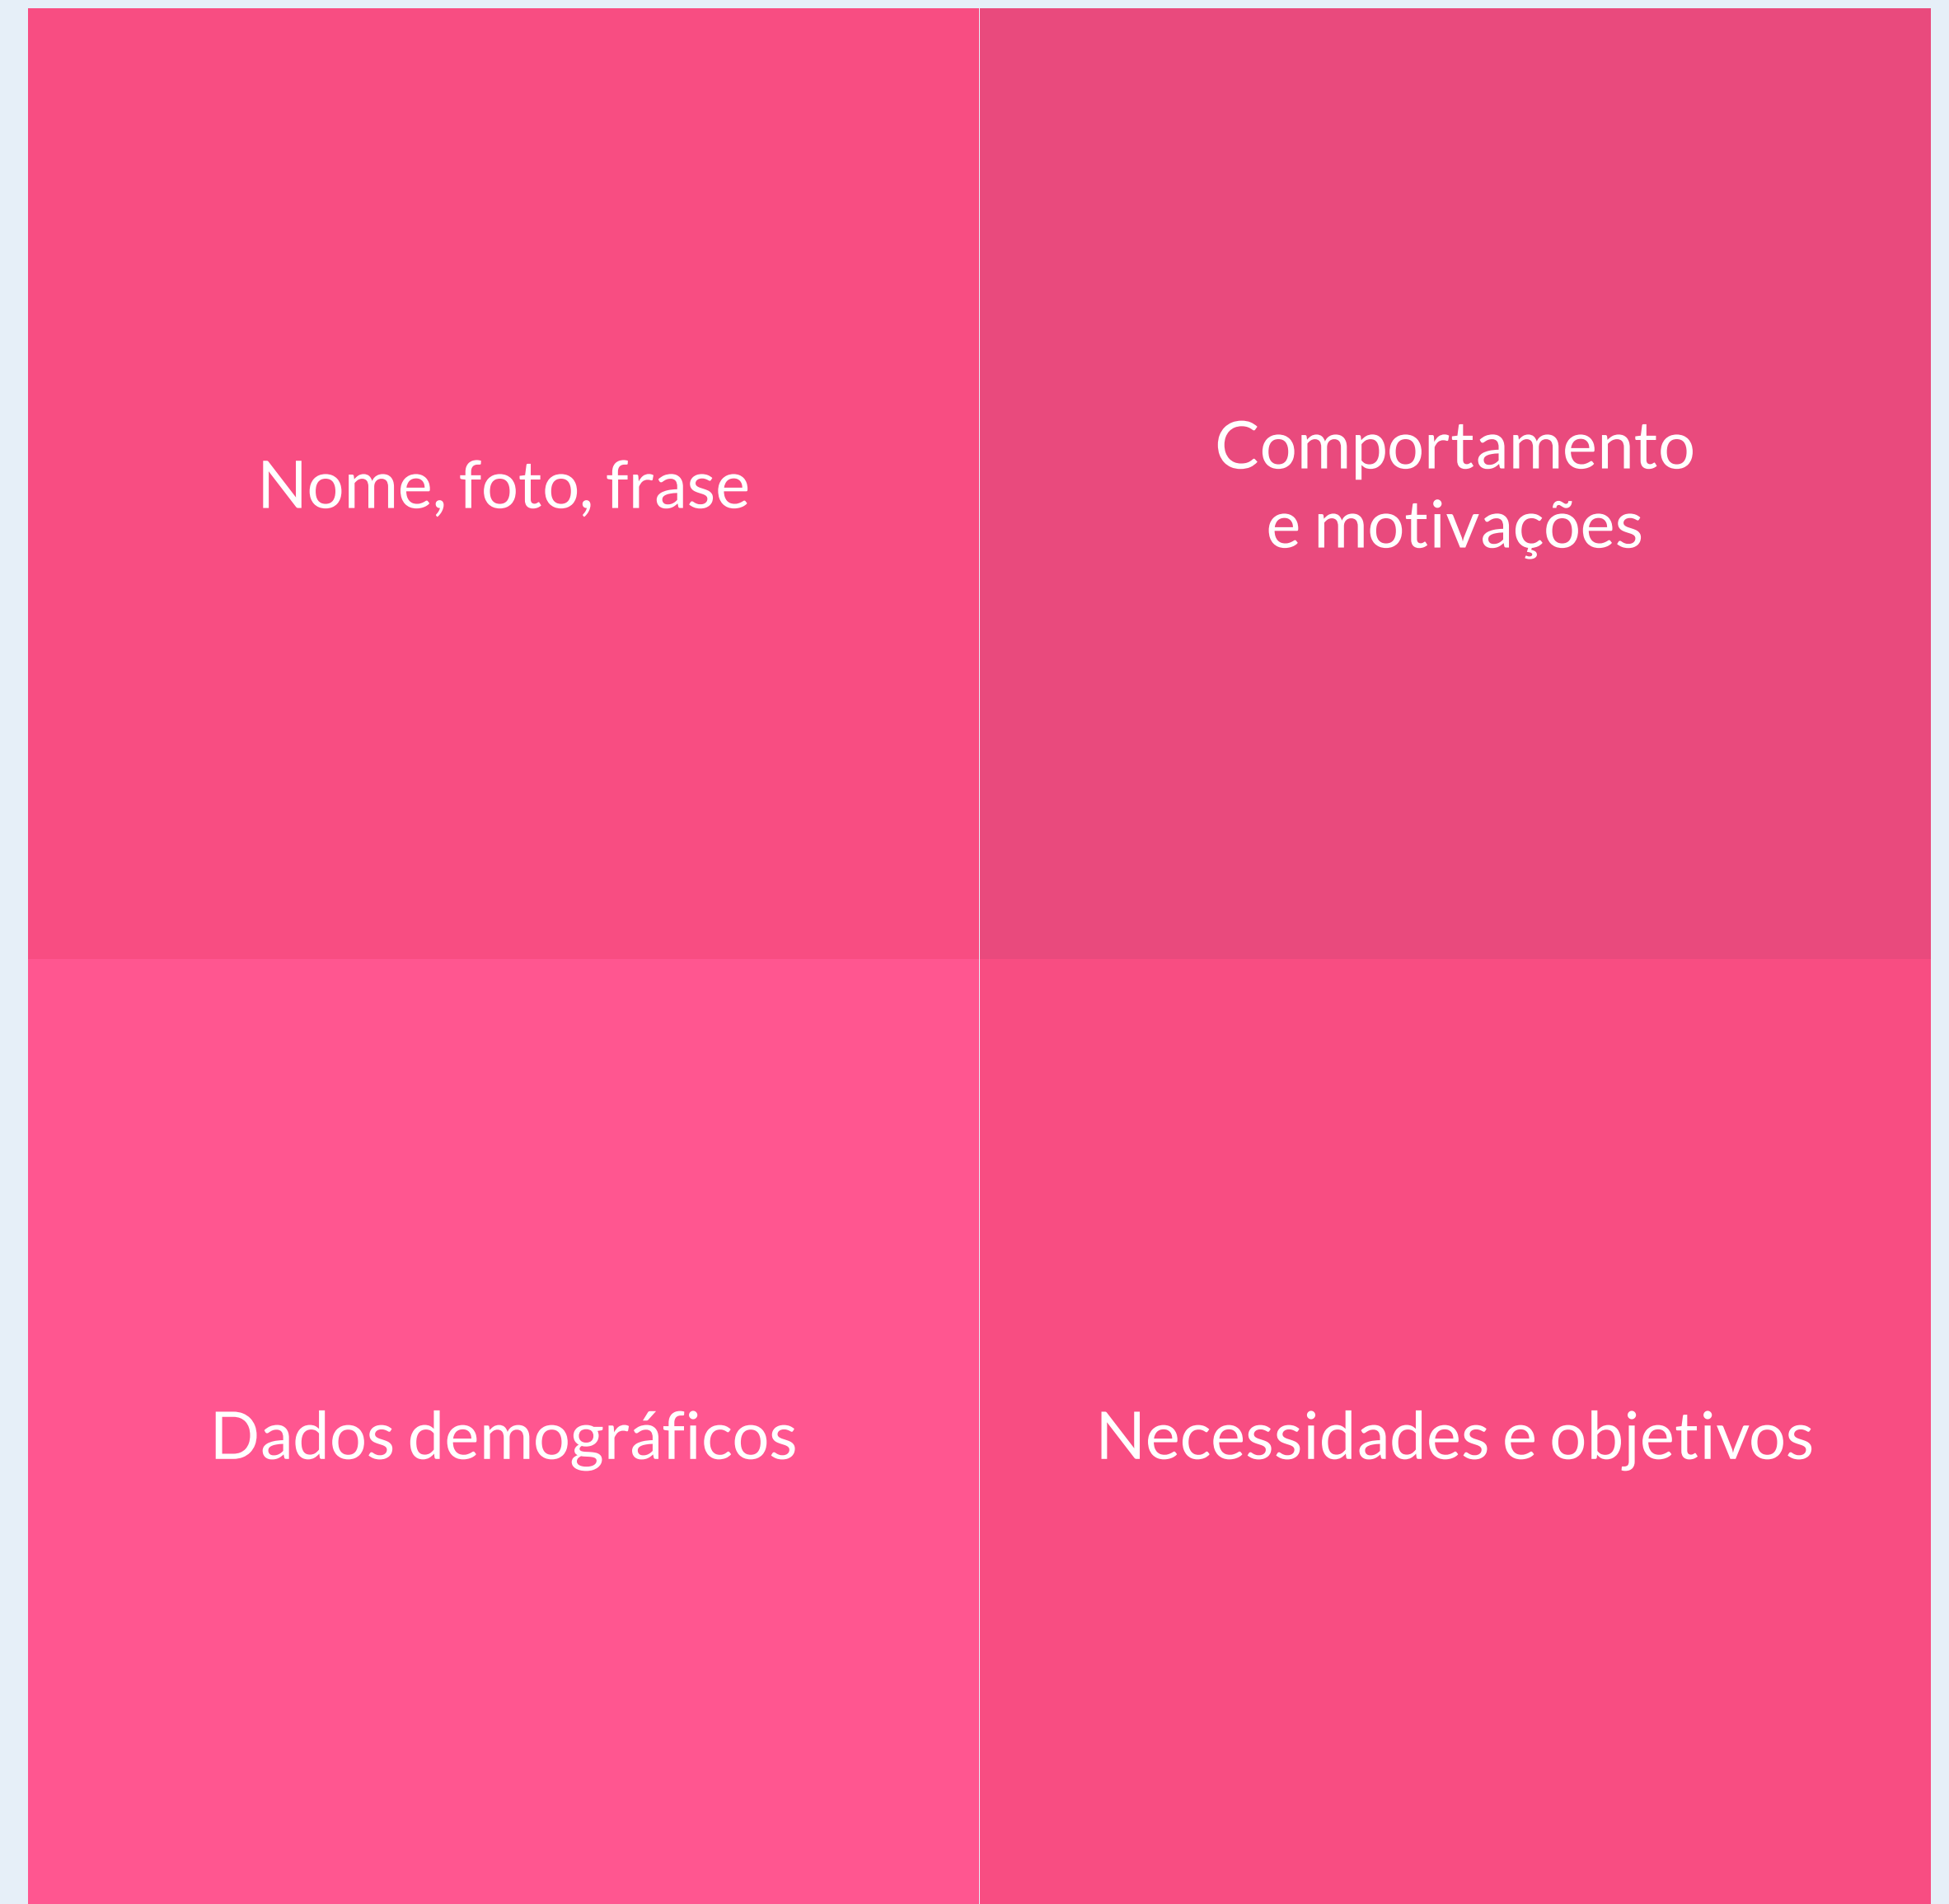 Nome, foto, frase
Comportamento
e motivações
Dados demográficos
Necessidades e objetivos